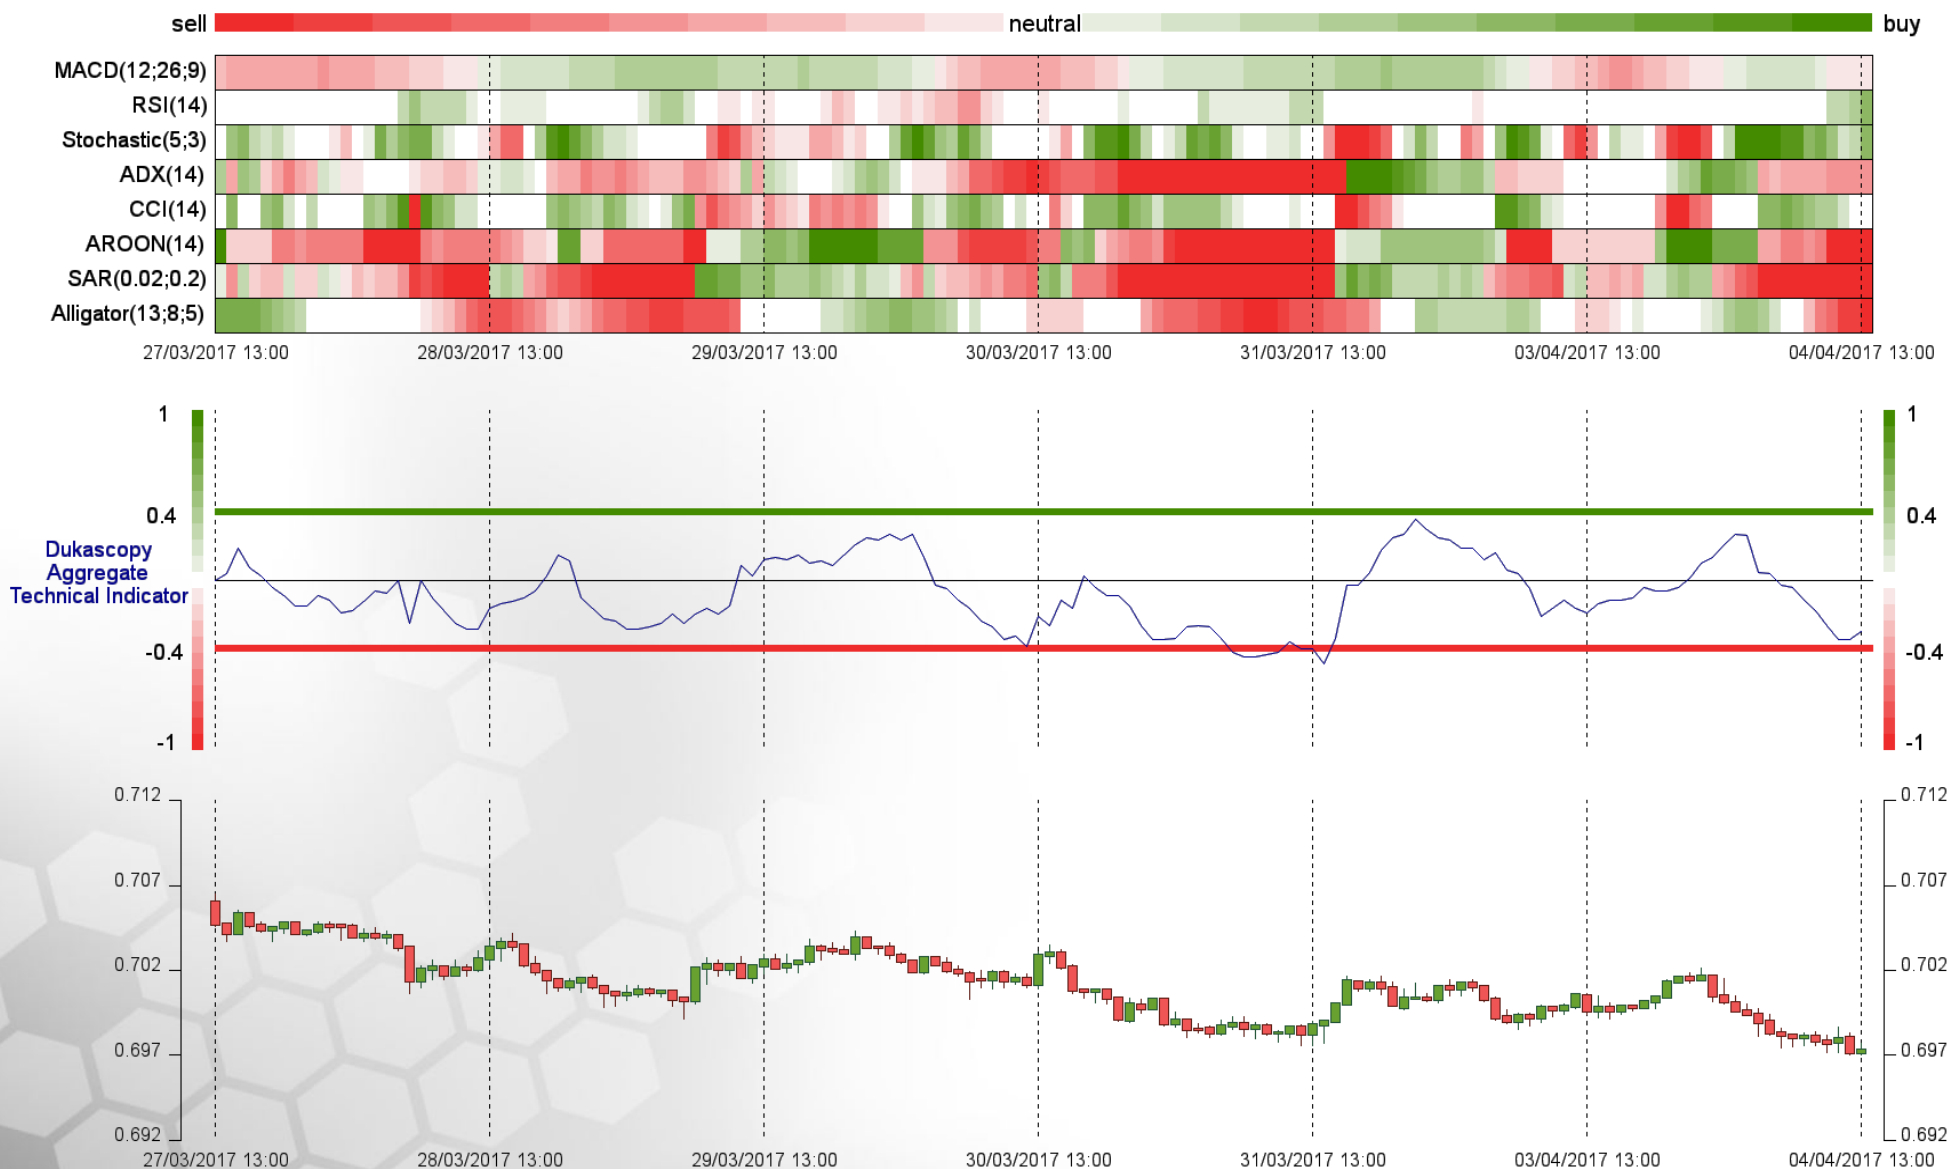 sell neutral buy
MACD(12;26;9)
RSI(14)
Stochastic(5;3)
ADX(14)
CCI(14)
AROON(14)
SAR(0.02;0.2)
Alligator(13;8;5)
27/03/2017 13:00 28/03/2017 13:00 29/03/2017 13:00 30/03/2017 13:00 31/03/2017 13:00 03/04/2017 13:00 04/04/2017 13:00
1 1
0.4 0.4
Dukascopy
Aggregate
Technical Indicator
-0.4 -0.4
-1 -1
0.712 0.712
0.707 0.707
0.702 0.702
0.697 0.697
0.692 0.692
27/03/2017 13:00 28/03/2017 13:00 29/03/2017 13:00 30/03/2017 13:00 31/03/2017 13:00 03/04/2017 13:00 04/04/2017 13:00